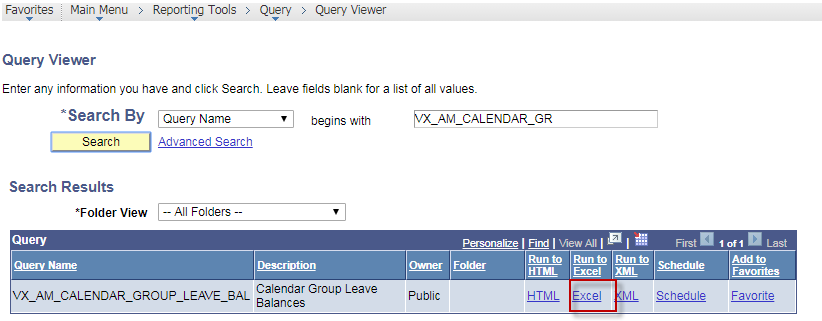 Favorites Main Menu > Reporting Tools > Query > Query Viewer
Query Viewer
Enter any information you have and click Search. Leave fields blank for a list of all values.
*Search By Query Name begins with VX_AM_CALENDAR_GR
Search Advanced Search
Search Results
*Folder View -- All Folders --
Query Personalize | Find | View All | | First 1 of 1 Last
Query Name Description Owner Folder Run to HTML Run to Excel Run to XML Schedule Add to Favorites
VX_AM_CALENDAR_GROUP_LEAVE_BAL Calendar Group Leave Balances Public HTML Excel XML Schedule Favorite